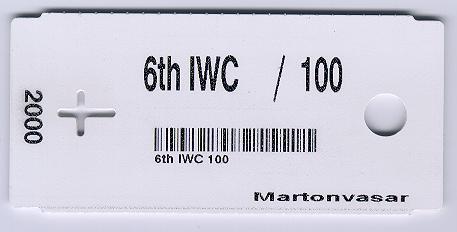 6th IWC / 100
2000
6th IWC 100
Martonvasar